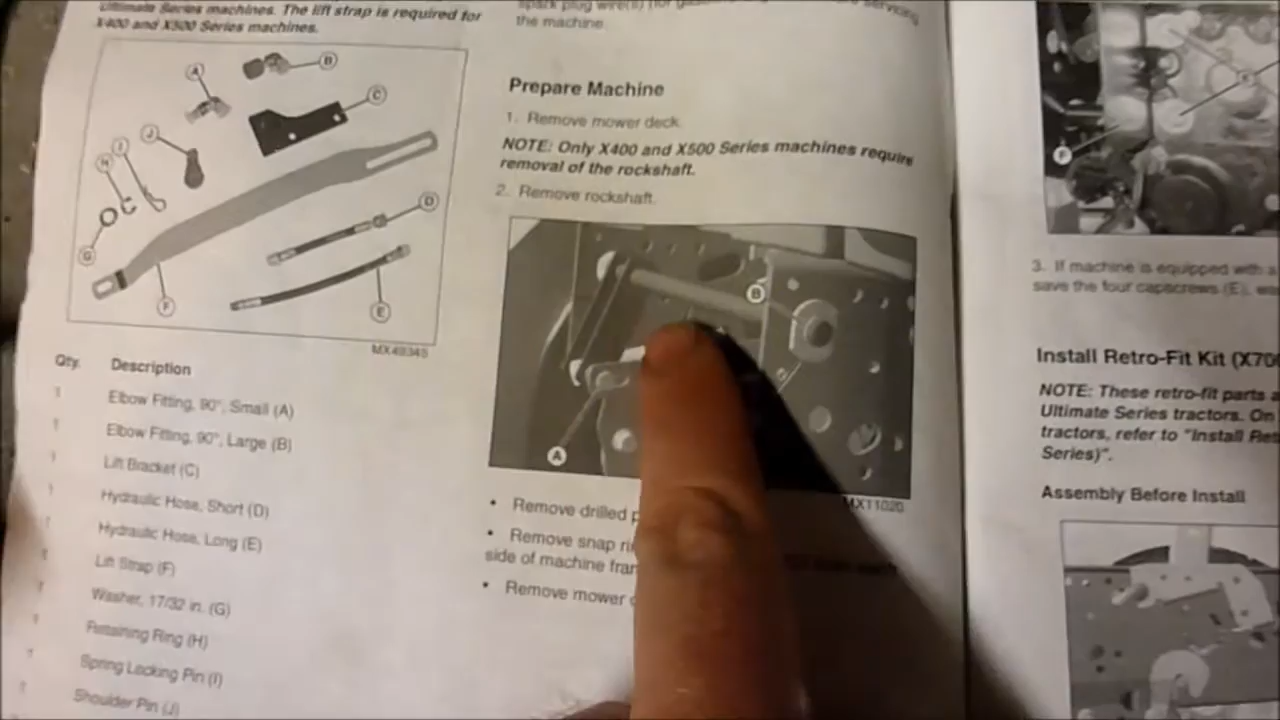 Ultimate Series machines. The lift strap is required for
X400 and X500 Series machines.
A
B
C
J
I
H
D
G
F
E
MX49345
Qty. Description
1 Elbow Fitting, 90°, Small (A)
1 Elbow Fitting, 90°, Large (B)
1 Lift Bracket (C)
1 Hydraulic Hose, Short (D)
1 Hydraulic Hose, Long (E)
1 Lift Strap (F)
1 Washer, 17/32 in. (G)
1 Retaining Ring (H)
1 Spring Locking Pin (I)
1 Shoulder Pin (J)
spark plug wire(s) (for servicing
the machine.
Prepare Machine
1. Remove mower deck.
NOTE: Only X400 and X500 Series machines require
removal of the rockshaft.
2. Remove rockshaft.
B
A
MX11020
• Remove drilled
• Remove snap
side of machine
• Remove mower
F
3. If machine is equipped with
save the four capscrews (E),
Install Retro-Fit Kit
NOTE: These retro-fit parts
Ultimate Series tractors. On
tractors, refer to "Install
Series)".
Assembly Before Install